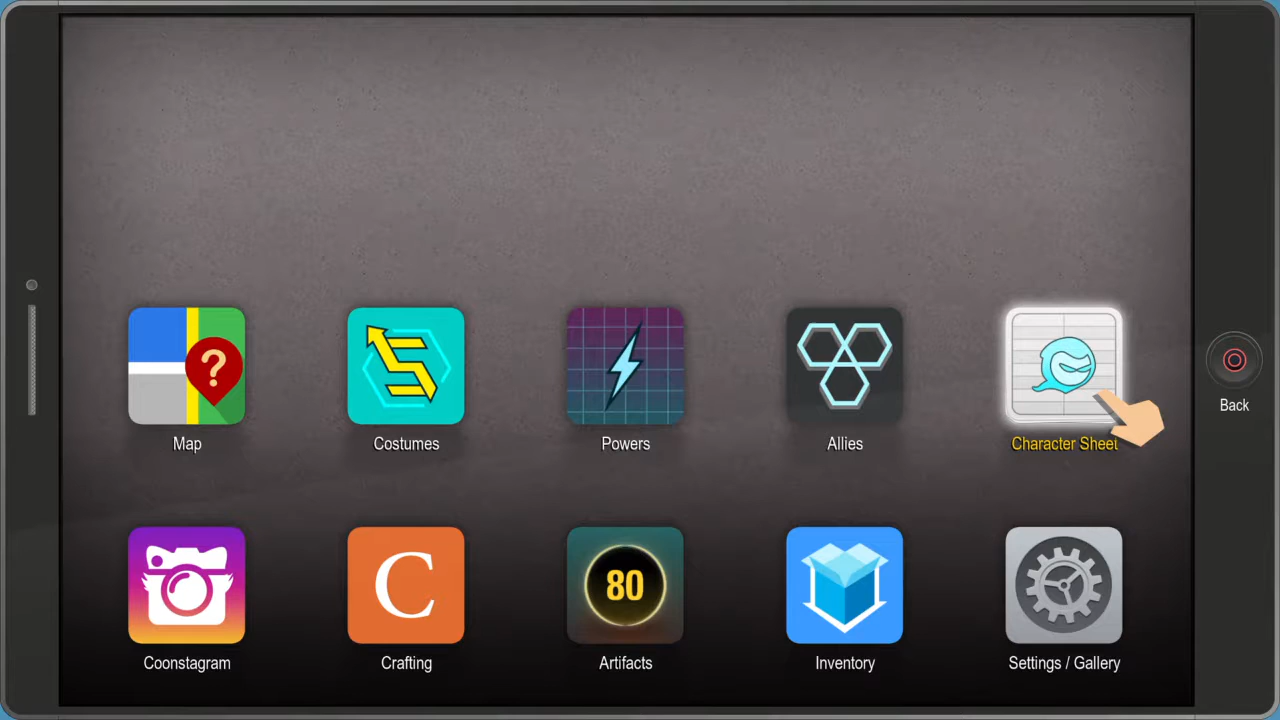 ?
Map
Costumes
Powers
Allies
Character Sheet
Back
C
80
Coonstagram
Crafting
Artifacts
Inventory
Settings / Gallery